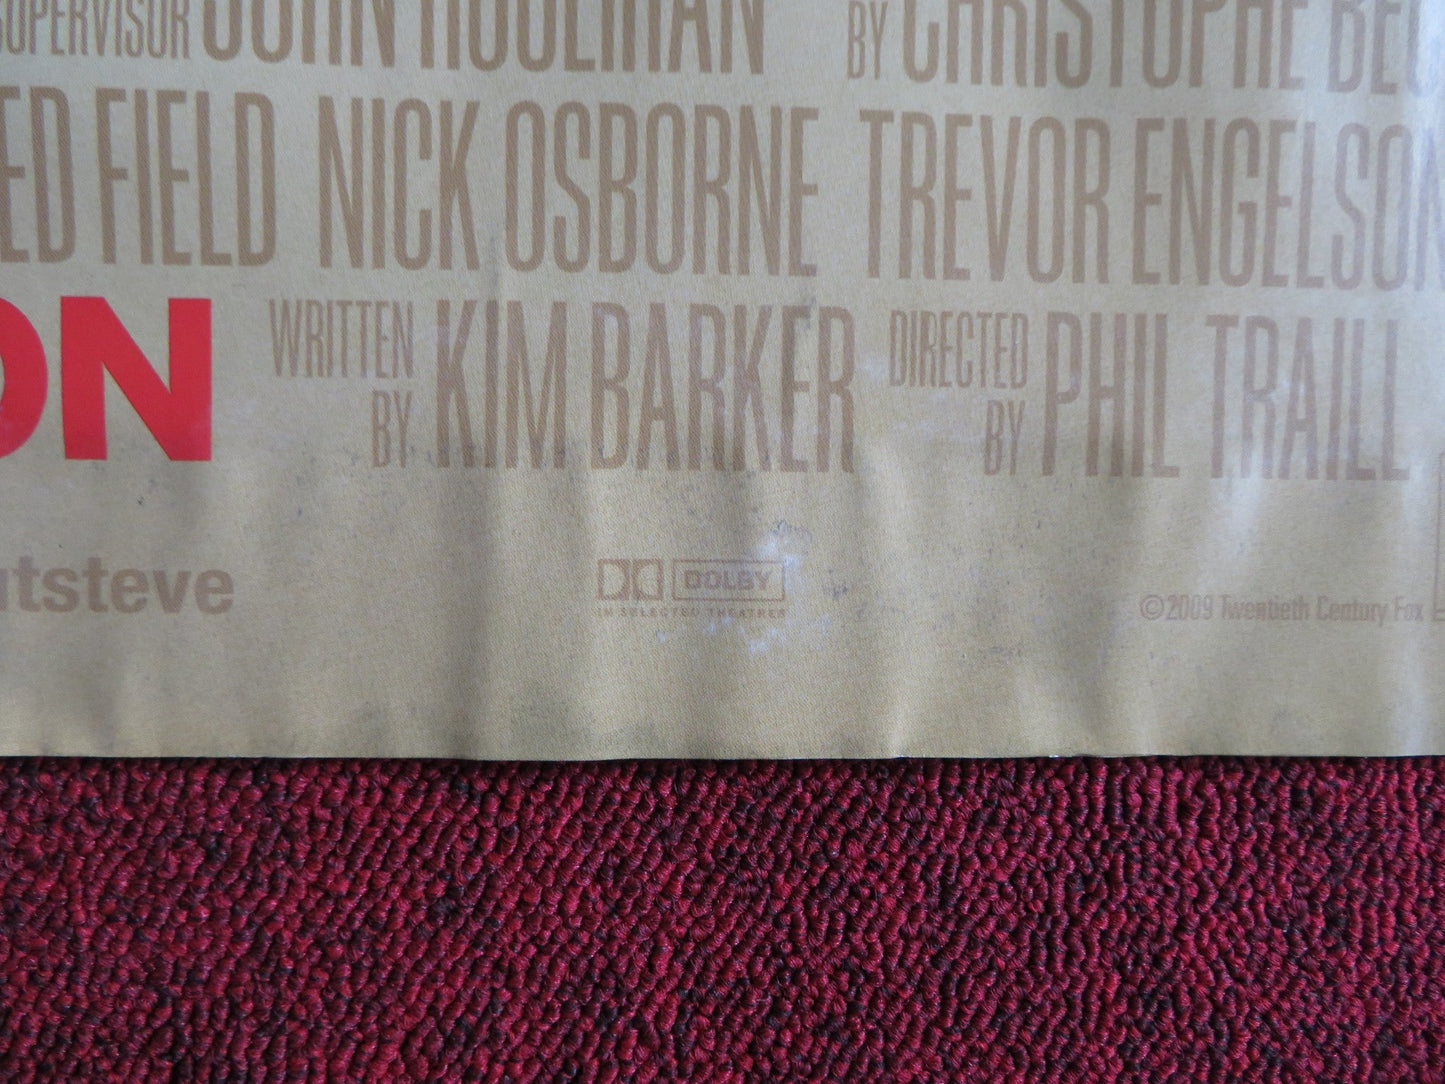 SUPERVISOR JOHN HOULIHAN BY CHRISTOPHE BEC
ED FIELD NICK OSBORNE TREVOR ENGELSON
ON WRITTEN BY KIM BARKER DIRECTED BY PHIL TRAILL
utsteve DOLBY ©2009 Twentieth Century Fox
IN SELECTED THEATRES